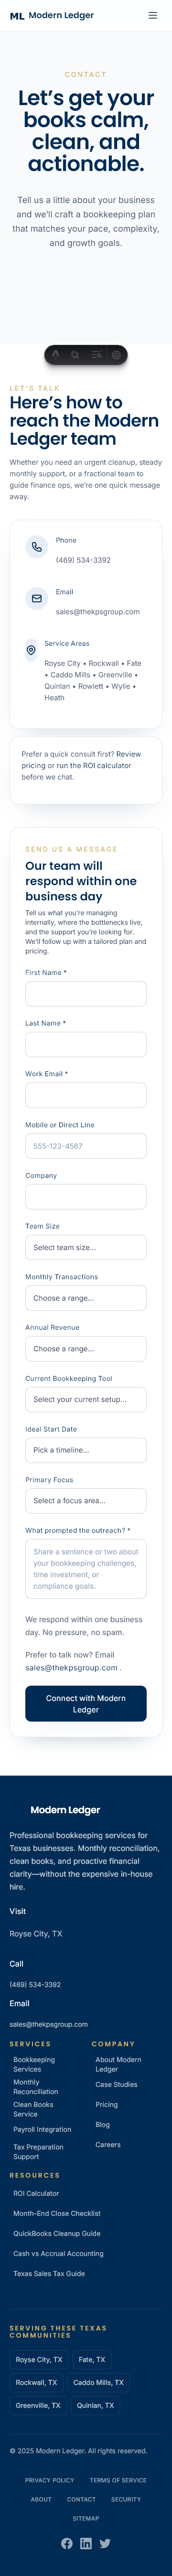 ML Modern Ledger
CONTACT
Let's get your
books calm,
clean, and
actionable.
Tell us a little about your business
and we'll craft a bookkeeping plan
that matches your pace, complexity,
and growth goals.
LET'S TALK
Here's how to
reach the Modern
Ledger team
Whether you need an urgent cleanup, steady
monthly support, or a fractional team to
guide finance ops, we're one quick message
away.
Phone
(469) 534-3392
Email
sales@thekpsgroup.com
Service Areas
Royse City • Rockwall • Fate
• Caddo Mills • Greenville •
Quinlan • Rowlett • Wylie •
Heath
Prefer a quick consult first? Review
pricing or run the ROI calculator
before we chat.
SEND US A MESSAGE
Our team will
respond within one
business day
Tell us what you're managing
internally, where the bottlenecks live,
and the support you're looking for.
We'll follow up with a tailored plan and
pricing.
First Name *
Last Name *
Work Email *
Mobile or Direct Line
555-123-4567
Company
Team Size
Select team size...
Monthly Transactions
Choose a range...
Annual Revenue
Choose a range...
Current Bookkeeping Tool
Select your current setup...
Ideal Start Date
Pick a timeline...
Primary Focus
Select a focus area...
What prompted the outreach? *
Share a sentence or two about
your bookkeeping challenges,
time investment, or
compliance goals.
We respond within one business
day. No pressure, no spam.
Prefer to talk now? Email
sales@thekpsgroup.com .
Connect with Modern
Ledger
Modern Ledger
Professional bookkeeping services for
Texas businesses. Monthly reconciliation,
clean books, and practice financial
clarity—without the expensive in-house
hire.
Visit
Royse City, TX
Call
(469) 534-3392
Email
sales@thekpsgroup.com
SERVICES
Bookkeeping
Services
Monthly
Reconciliation
Clean Books
Service
Payroll Integration
Tax Preparation
Support
COMPANY
About Modern
Ledger
Case Studies
Pricing
Blog
Careers
RESOURCES
ROI Calculator
Month-End Close Checklist
QuickBooks Cleanup Guide
Cash vs Accrual Accounting
Texas Sales Tax Guide
SERVING THESE TEXAS
COMMUNITIES
Royse City, TX
Fate, TX
Rockwall, TX
Caddo Mills, TX
Greenville, TX
Quinlan, TX
© 2025 Modern Ledger. All rights reserved.
PRIVACY POLICY
TERMS OF SERVICE
ABOUT
CONTACT
SECURITY
SITEMAP